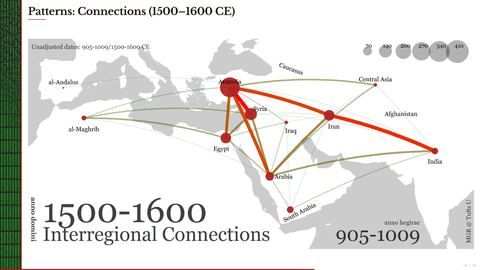 Patterns: Connections (1500–1600 CE)
Unadjusted dates: 905-1009/1500-1600 CE
70 140 200 270 340 410
Caucasus
al-Andalus
Anatolia
Central Asia
Syria
Afghanistan
al-Maghrib
Iraq
Iran
Egypt
India
Arabia
South Arabia
anno domini
1500-1600
Interregional Connections
anno hegirae
905-1009
MGR @ Tufts U